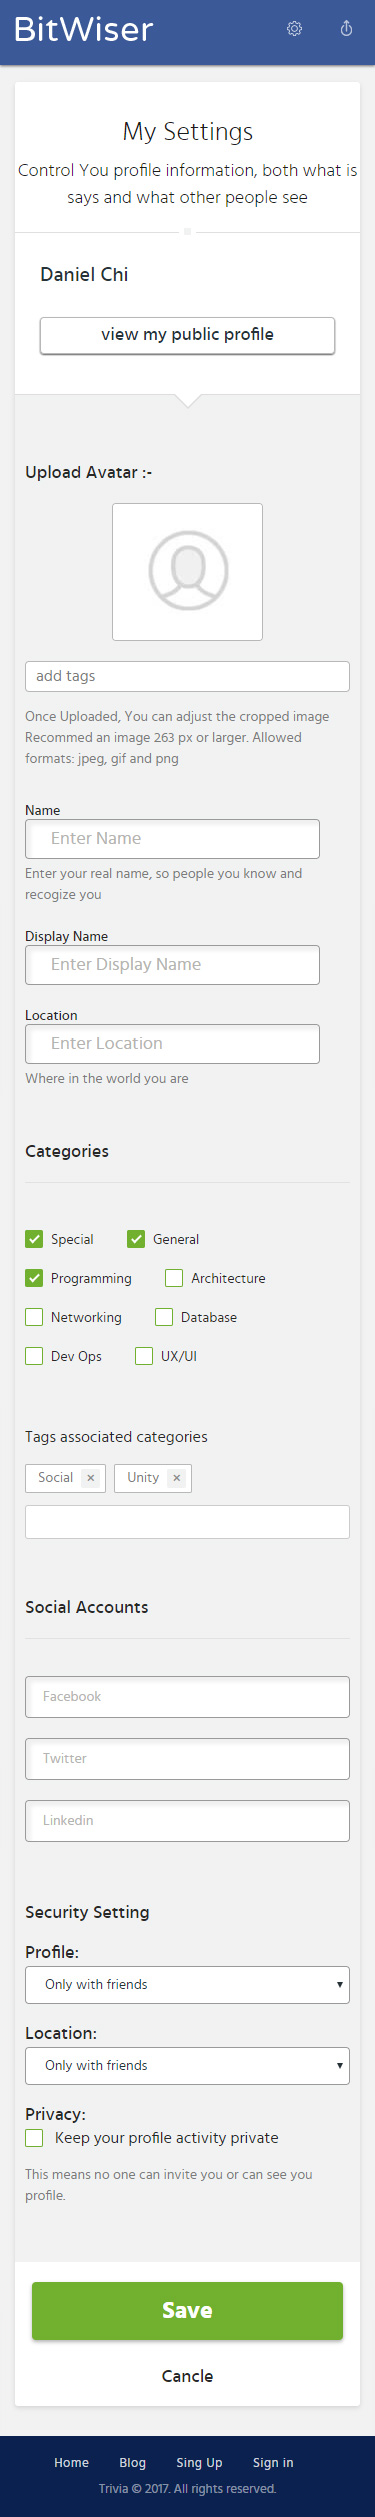 BitWiser
My Settings
Control You profile information, both what is
says and what other people see
Daniel Chi
view my public profile
Upload Avatar :-
add tags
Once Uploaded, You can adjust the cropped image
Recommed an image 263 px or larger. Allowed
formats: jpeg, gif and png
Name
Enter Name
Enter your real name, so people you know and
recogize you
Display Name
Enter Display Name
Location
Enter Location
Where in the world you are
Categories
Special General
Programming Architecture
Networking Database
Dev Ops UX/UI
Tags associated categories
Social × Unity ×
Social Accounts
Facebook
Twitter
Linkedin
Security Setting
Profile:
Only with friends
Location:
Only with friends
Privacy:
Keep your profile activity private
This means no one can invite you or can see you
profile.
Save
Cancle
Home Blog Sing Up Sign in
Trivia © 2017. All rights reserved.